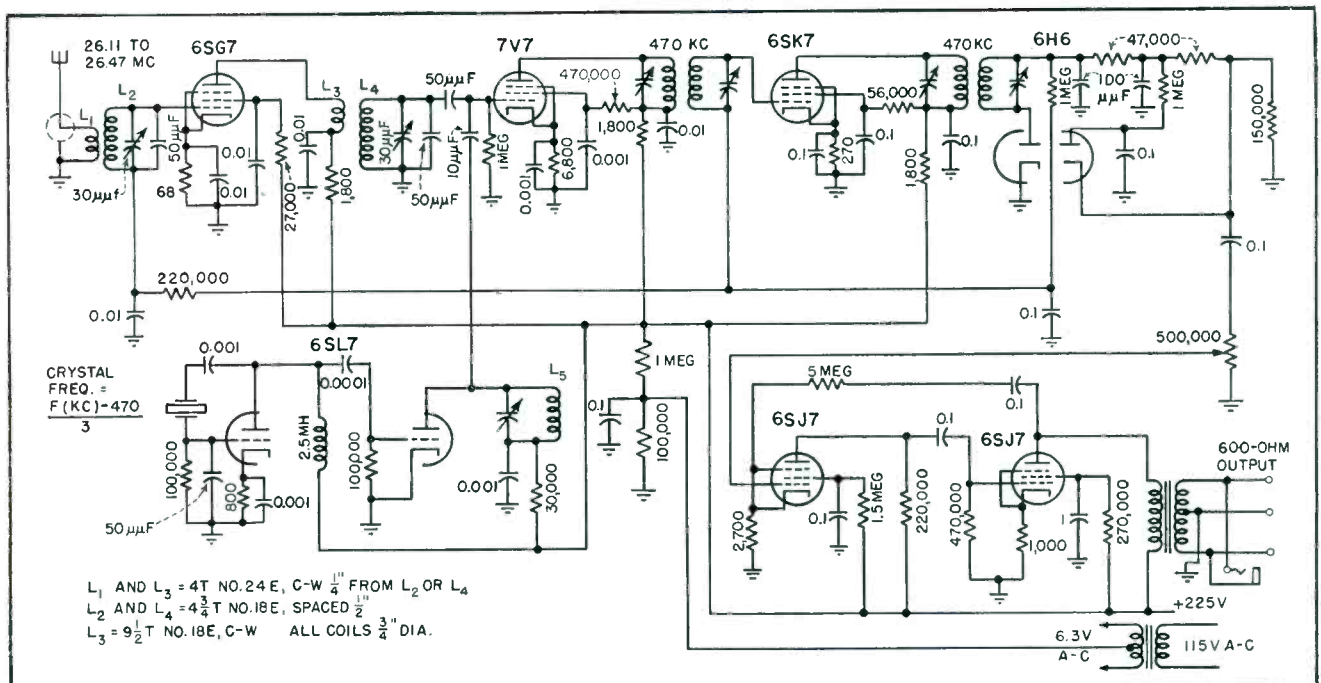 26.11 TO
26.47 MC
6SG7
7V7
470 KC
6SK7
470KC
6H6
47,000
L1
L2
30μμf
50μμF
68
0.01
0.01
27,000
0.01
L3
1,800
L4
30μμF
50μμF
50μμF
10μμF
1MEG
0.001
6,800
0.001
470,000
1,800
0.01
0.1
270
0.1
56,000
0.1
1,800
1MEG
100
μμF
1 MEG
0.1
150,000
0.1
220,000
0.01
0.1
500,000
CRYSTAL
FREQ. =
F(KC)-470
3
0.001
6SL7
0.0001
L5
100,000
50μμF
800
0.001
2.5MH
100,000
0.001
30,000
1 MEG
0.1
100,000
5 MEG
0.1
6SJ7
0.1
6SJ7
600-OHM
OUTPUT
2,700
0.1
1.5MEG
220,000
470,000
1,000
1
270,000
+225V
6.3V
A-C
115V A-C
L1 AND L3 = 4T NO.24E, C-W 1/4" FROM L2 OR L4
L2 AND L4 = 4 3/4 T NO.18E, SPACED 1/2"
L3 = 9 1/2 T NO.18E, C-W ALL COILS 3/4" DIA.